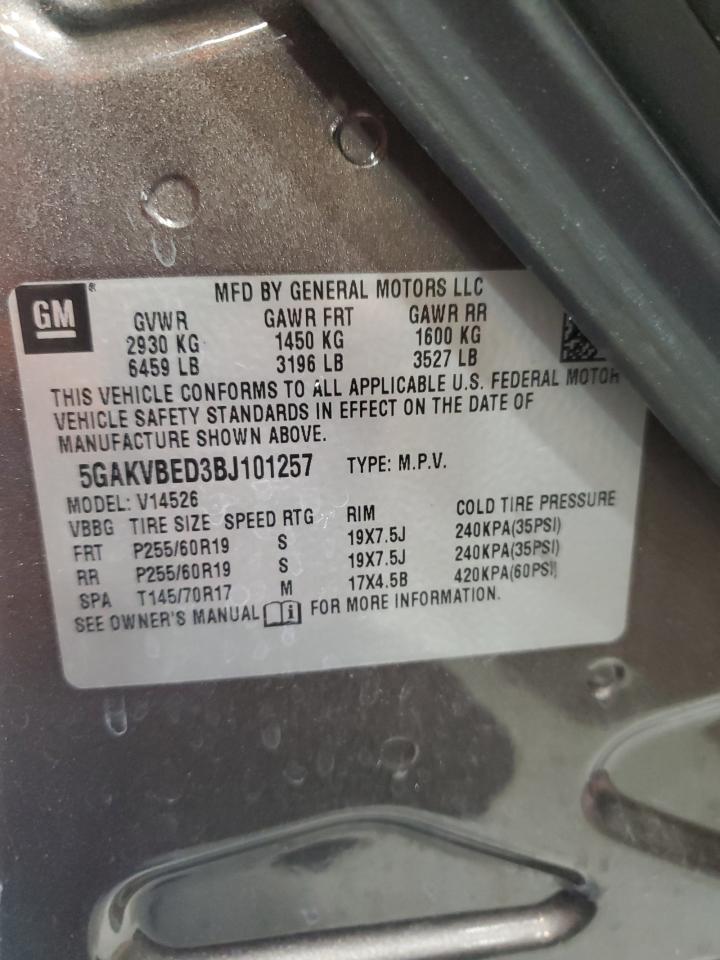 GM ®
MFD BY GENERAL MOTORS LLC
GVWR GAWR FRT GAWR RR
2930 KG 1450 KG 1600 KG
6459 LB 3196 LB 3527 LB
THIS VEHICLE CONFORMS TO ALL APPLICABLE U.S. FEDERAL MOTOR
VEHICLE SAFETY STANDARDS IN EFFECT ON THE DATE OF
MANUFACTURE SHOWN ABOVE.
5GAKVBED3BJ101257 TYPE: M.P.V.
MODEL: V14526
VBBG TIRE SIZE SPEED RTG RIM COLD TIRE PRESSURE
FRT P255/60R19 S 19X7.5J 240KPA(35PSI)
RR P255/60R19 S 19X7.5J 240KPA(35PSI)
SPA T145/70R17 M 17X4.5B 420KPA(60PSI)
SEE OWNER'S MANUAL i FOR MORE INFORMATION.